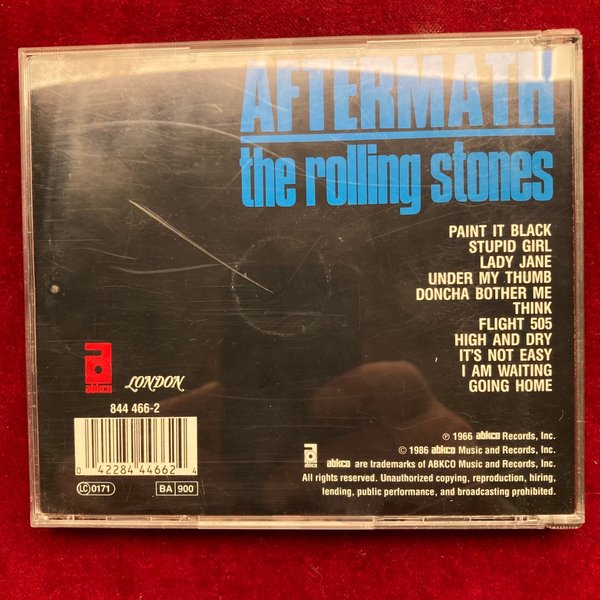 AFTERMATH
the rolling stones
PAINT IT BLACK
STUPID GIRL
LADY JANE
UNDER MY THUMB
DONCHA BOTHER ME
THINK
FLIGHT 505
HIGH AND DRY
IT'S NOT EASY
I AM WAITING
GOING HOME
abkco
LONDON
844 466-2
0 42284 44662 4
LC 0171
BA 900
℗ 1966 abkco Records, Inc.
© 1986 abkco Music and Records, Inc.
abkco are trademarks of ABKCO Music and Records, Inc.
All rights reserved. Unauthorized copying, reproduction, hiring,
lending, public performance, and broadcasting prohibited.